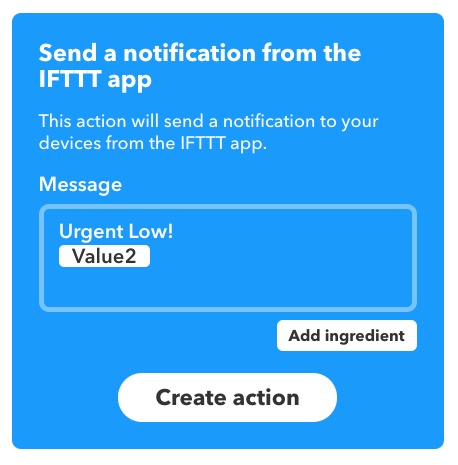 Send a notification from the
IFTTT app
This action will send a notification to your
devices from the IFTTT app.
Message
Urgent Low!
Value2
Add ingredient
Create action